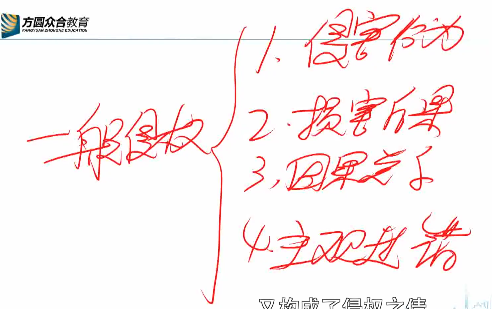 方圆众合教育
FANGYUAN ZHONGHE EDUCATION
一般侵权
1. 侵害行为
2. 损害后果
3, 因果关系
4. 主观过错
又构成了侵权之债